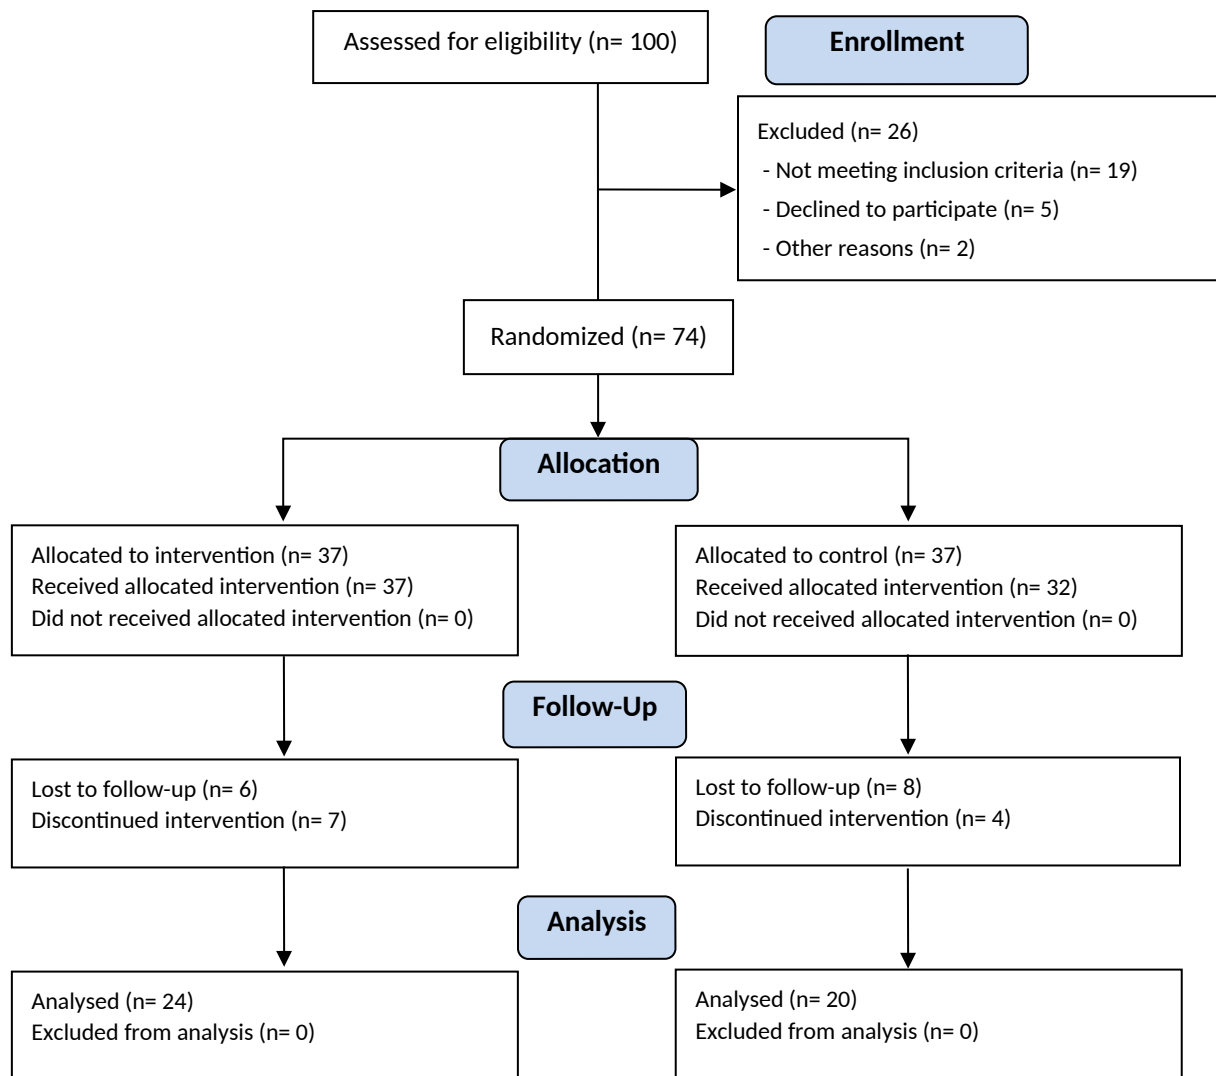 Assessed for eligibility (n= 100)
Enrollment
Excluded (n= 26)
- Not meeting inclusion criteria (n= 19)
- Declined to participate (n= 5)
- Other reasons (n= 2)
Randomized (n= 74)
Allocation
Allocated to intervention (n= 37)
Received allocated intervention (n= 37)
Did not received allocated intervention (n= 0)
Allocated to control (n= 37)
Received allocated intervention (n= 32)
Did not received allocated intervention (n= 0)
Follow-Up
Lost to follow-up (n= 6)
Discontinued intervention (n= 7)
Lost to follow-up (n= 8)
Discontinued intervention (n= 4)
Analysis
Analysed (n= 24)
Excluded from analysis (n= 0)
Analysed (n= 20)
Excluded from analysis (n= 0)